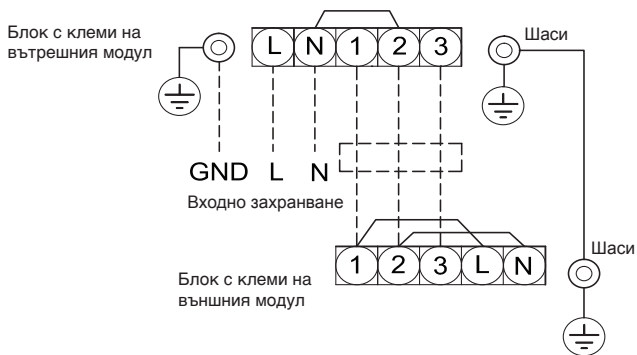 Блок с клеми на
вътрешния модул
L N 1 2 3
Шаси
GND L N
Входно захранване
1 2 3 L N
Шаси
Блок с клеми на
външния модул